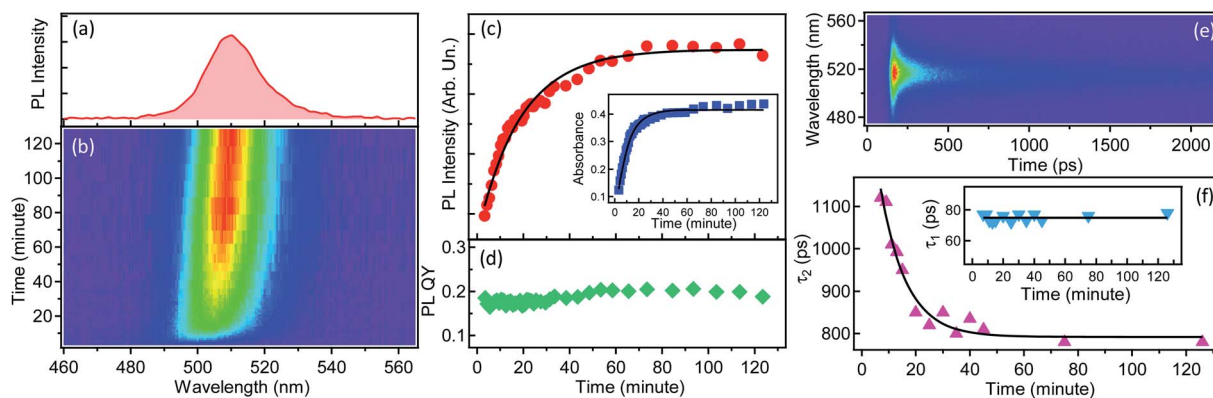 (a)
PL Intensity
(b)
Time (minute)
120
100
80
60
40
20
460 480 500 520 540 560
Wavelength (nm)
(c)
PL Intensity (Arb. Un.)
Absorbance
0.4
0.3
0.2
0.1
0 20 40 60 80 100 120
Time (minute)
(d)
PL QY
0.3
0.2
0.1
0 20 40 60 80 100 120
Time (minute)
(e)
Wavelength (nm)
560
520
480
0 500 1000 1500 2000
Time (ps)
(f)
τ2 (ps)
1100
1000
900
800
τ1 (ps)
80
60
0 20 40 60 80 100 120
Time (minute)
0 20 40 60 80 100 120
Time (minute)